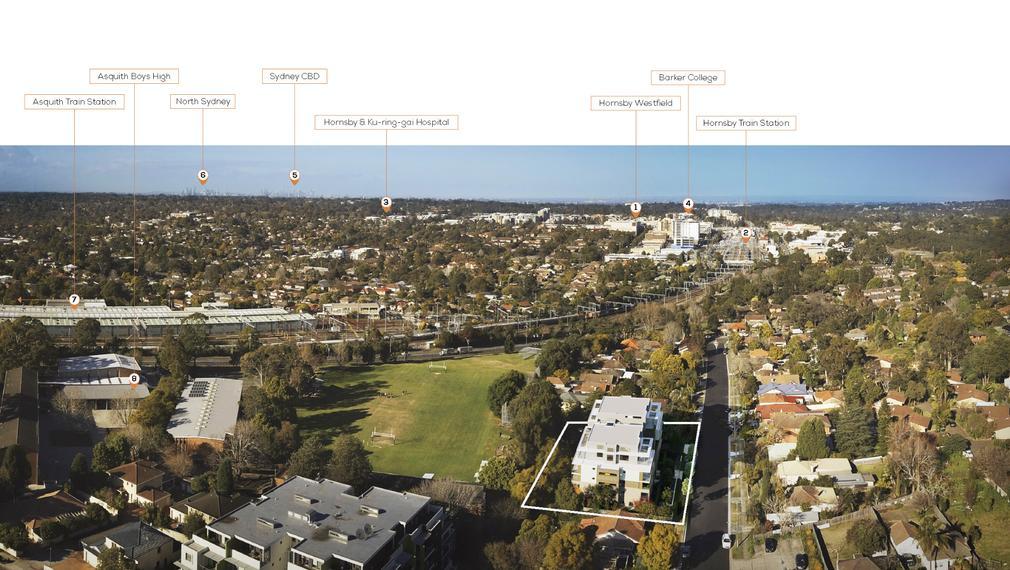 Asquith Boys High
Sydney CBD
Barker College
Asquith Train Station
North Sydney
Hornsby Westfield
Hornsby & Ku-ring-gai Hospital
Hornsby Train Station
6
5
3
1
4
2
7
8